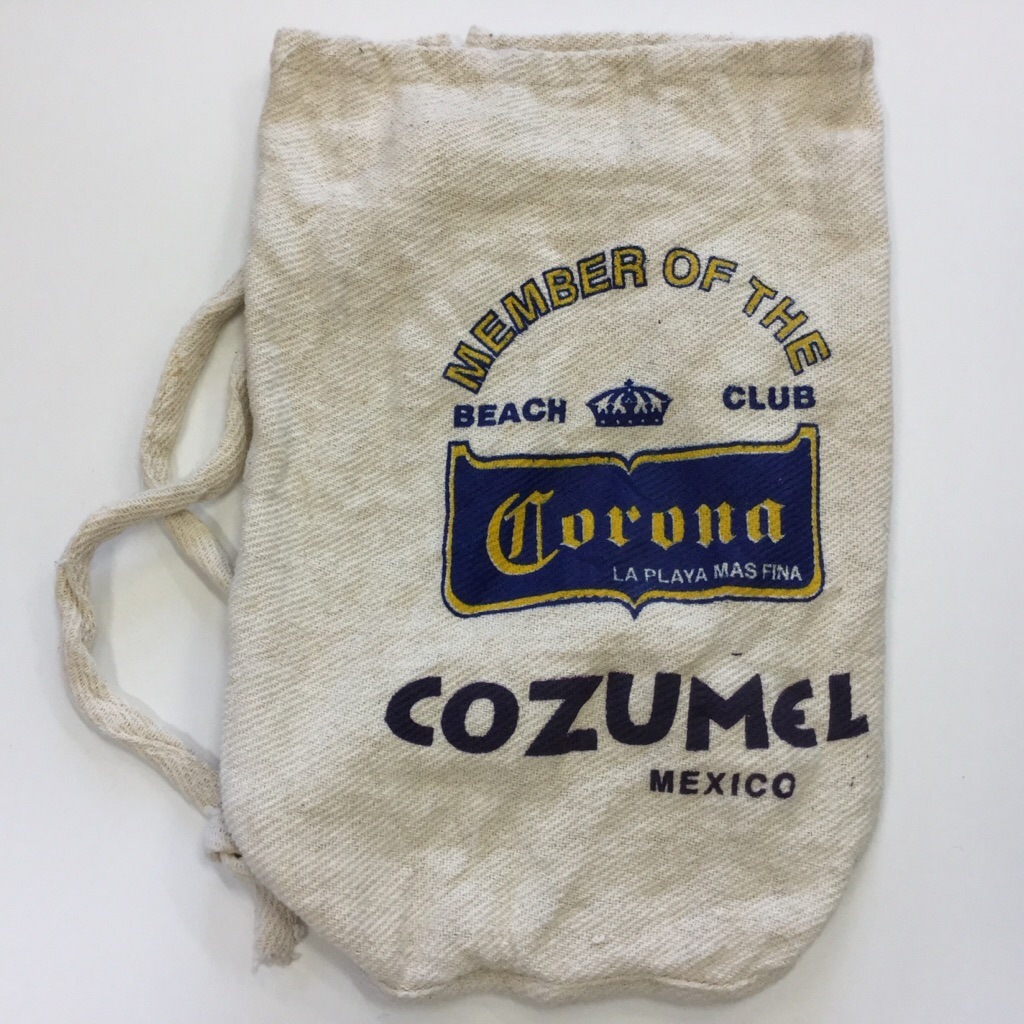 MEMBER OF THE
BEACH CLUB
Corona
LA PLAYA MAS FINA
COZUMEL
MEXICO